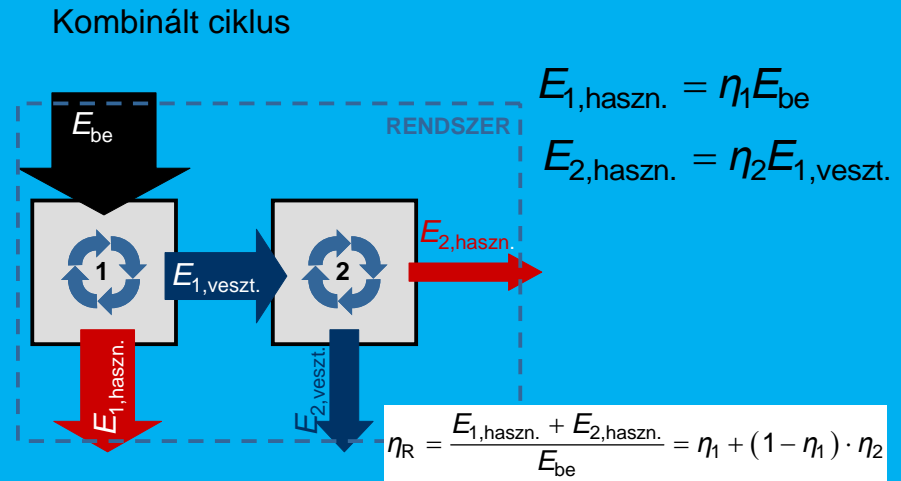 Kombinált ciklus
E1,haszn. = η1Ebe
E2,haszn. = η2E1,veszt.
Ebe
RENDSZER
E2,haszn.
1
E1,veszt.
2
E1,haszn.
E2,veszt.
ηR = (E1,haszn. + E2,haszn.) / Ebe = η1 + (1 − η1) · η2